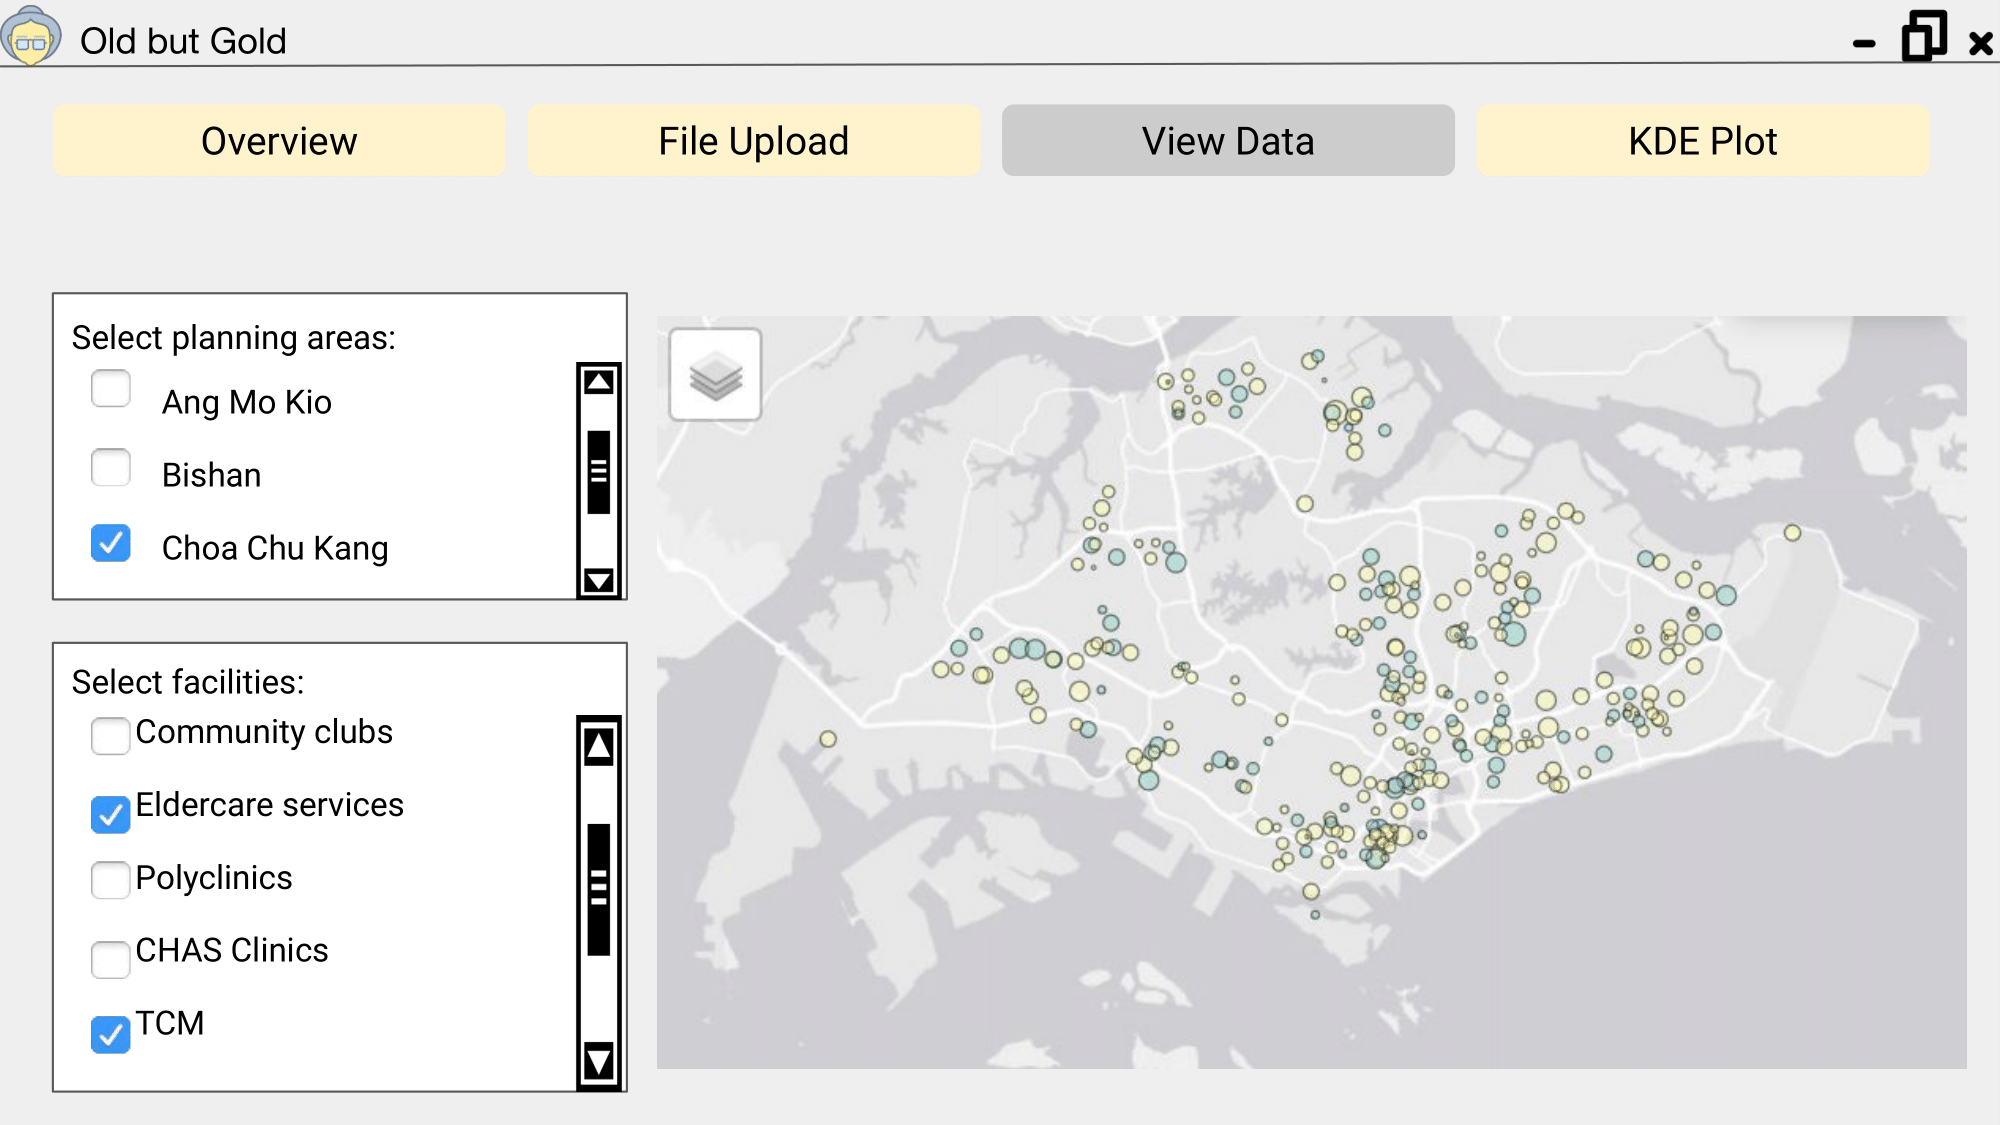 Old but Gold
Overview
File Upload
View Data
KDE Plot
Select planning areas:
Ang Mo Kio
Bishan
Choa Chu Kang
Select facilities:
Community clubs
Eldercare services
Polyclinics
CHAS Clinics
TCM